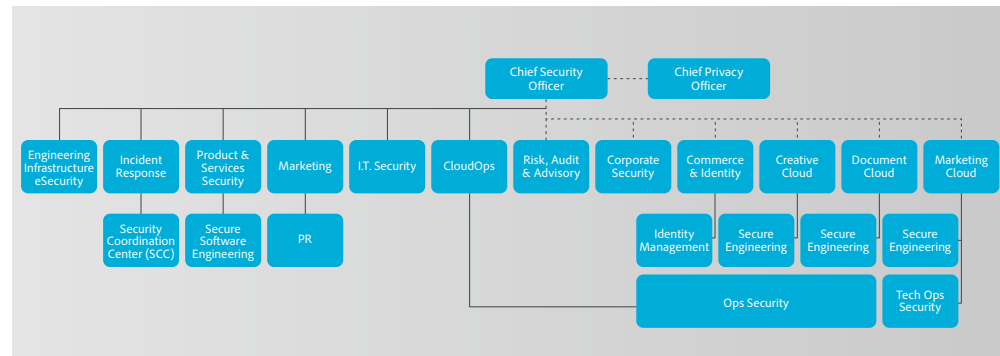 Chief Security
Officer
Chief Privacy
Officer
Engineering
Infrastructure
eSecurity
Incident
Response
Product &
Services
Security
Marketing
I.T. Security
CloudOps
Risk, Audit
& Advisory
Corporate
Security
Commerce
& Identity
Creative
Cloud
Document
Cloud
Marketing
Cloud
Security
Coordination
Center (SCC)
Secure
Software
Engineering
PR
Identity
Management
Secure
Engineering
Secure
Engineering
Secure
Engineering
Ops Security
Tech Ops
Security